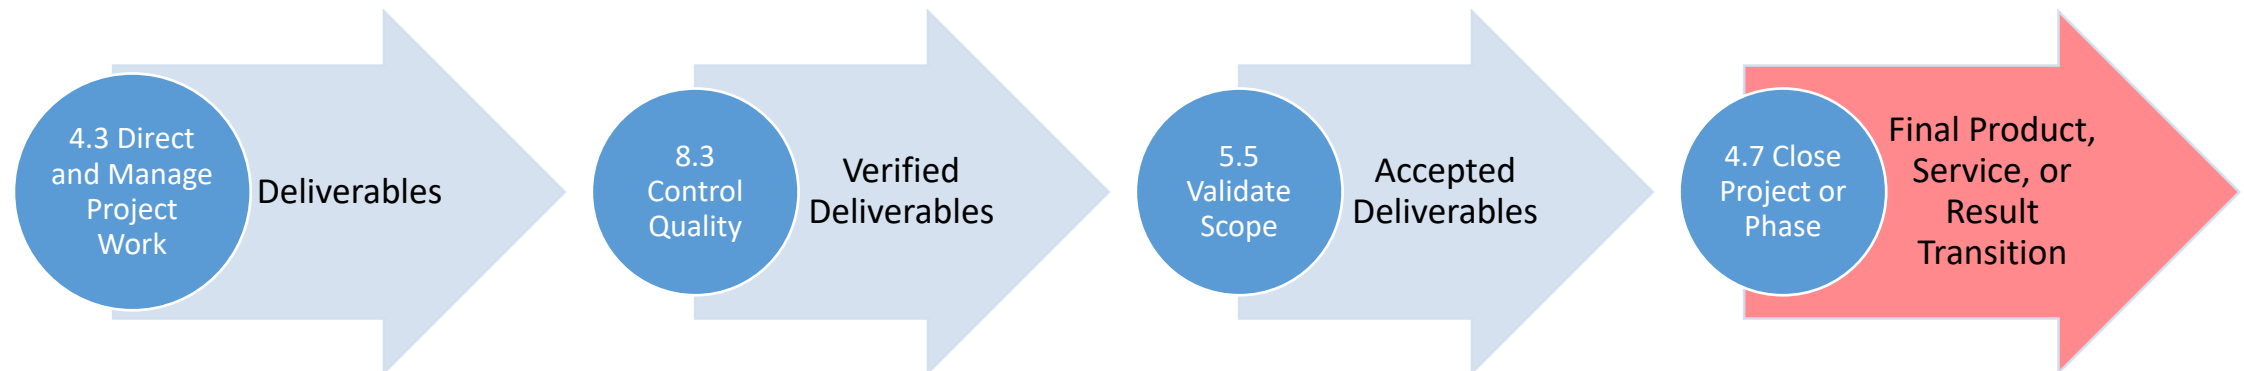 4.3 Direct
and Manage
Project
Work
Deliverables
8.3
Control
Quality
Verified
Deliverables
5.5
Validate
Scope
Accepted
Deliverables
4.7 Close
Project or
Phase
Final Product,
Service, or
Result
Transition